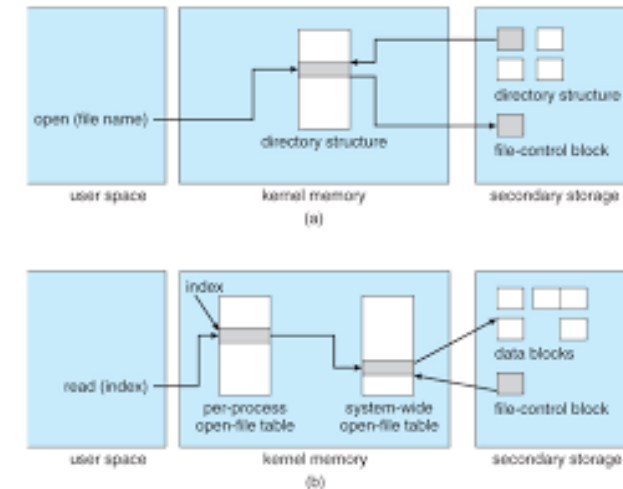 open (file name)
directory structure
directory structure
file-control block
user space
kernel memory
secondary storage
(a)
index
read (index)
data blocks
per-process
open-file table
system-wide
open-file table
file-control block
user space
kernel memory
secondary storage
(b)